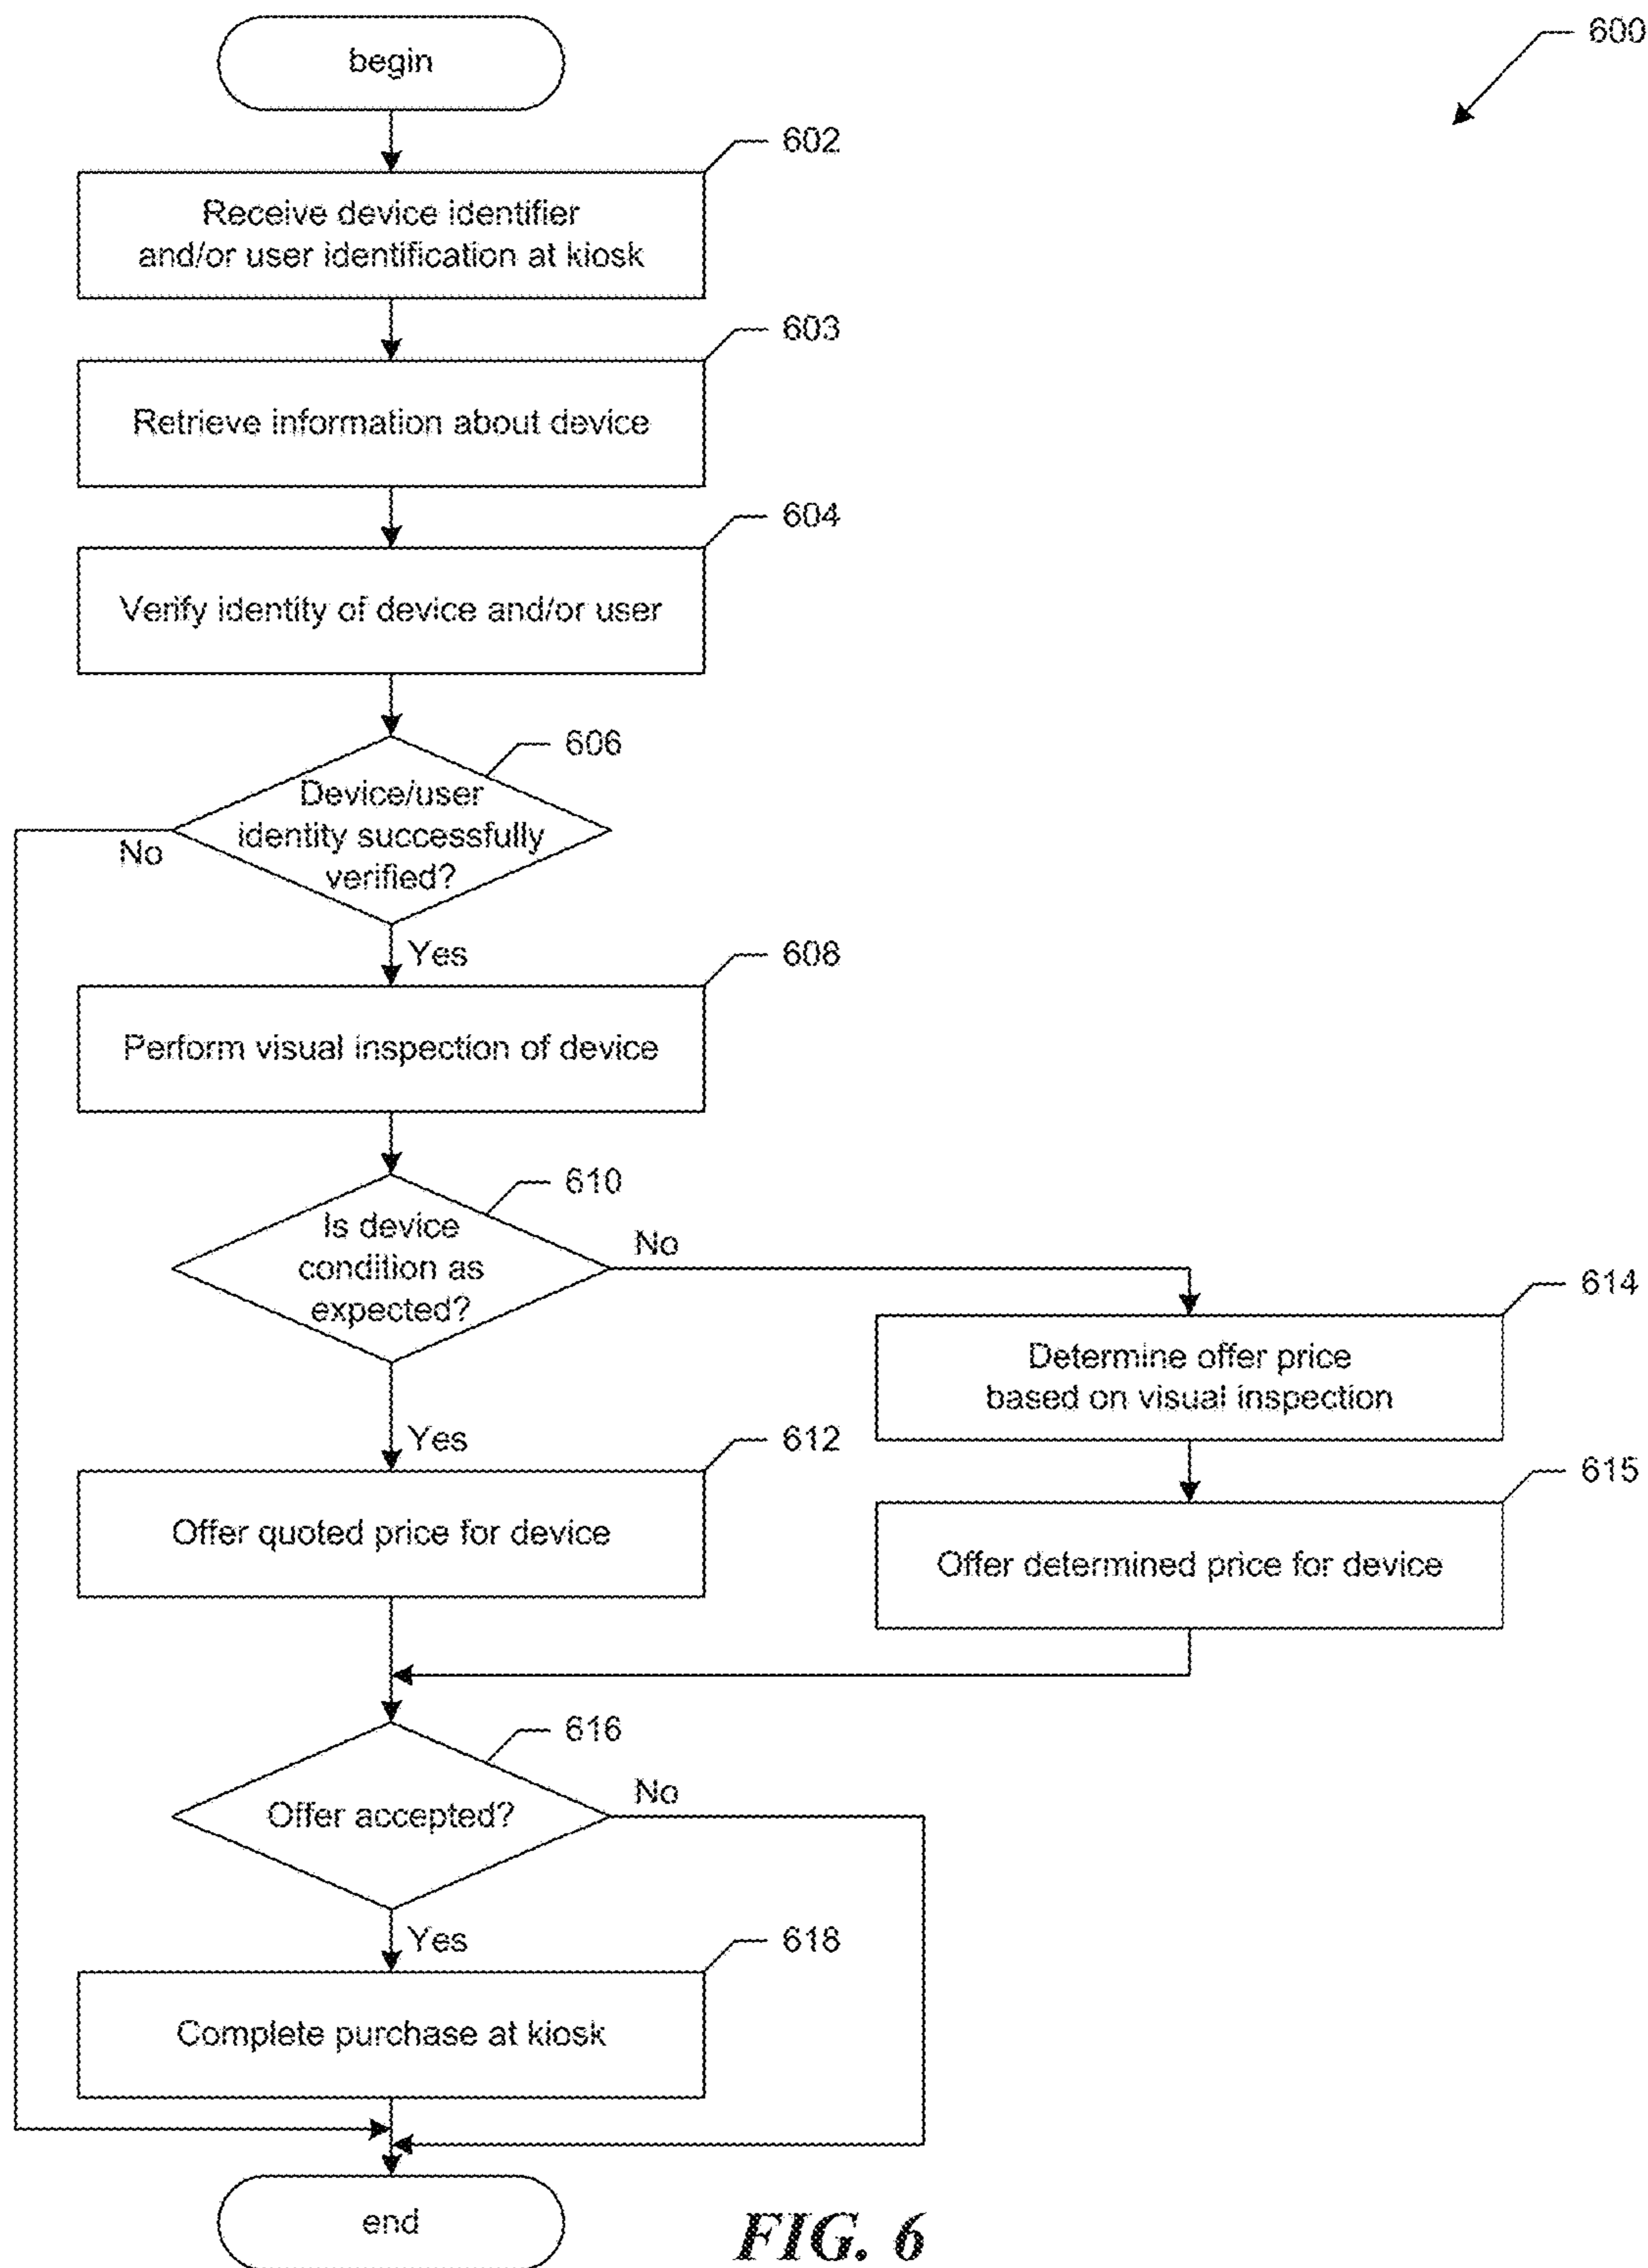 600
begin
602
Receive device identifier
and/or user identification at kiosk
603
Retrieve information about device
604
Verify identity of device and/or user
606
Device/user
identity successfully
verified?
No
Yes
608
Perform visual inspection of device
610
Is device
condition as
expected?
No
614
Determine offer price
based on visual inspection
Yes
612
Offer quoted price for device
615
Offer determined price for device
616
Offer accepted?
No
Yes
618
Complete purchase at kiosk
end
FIG. 6